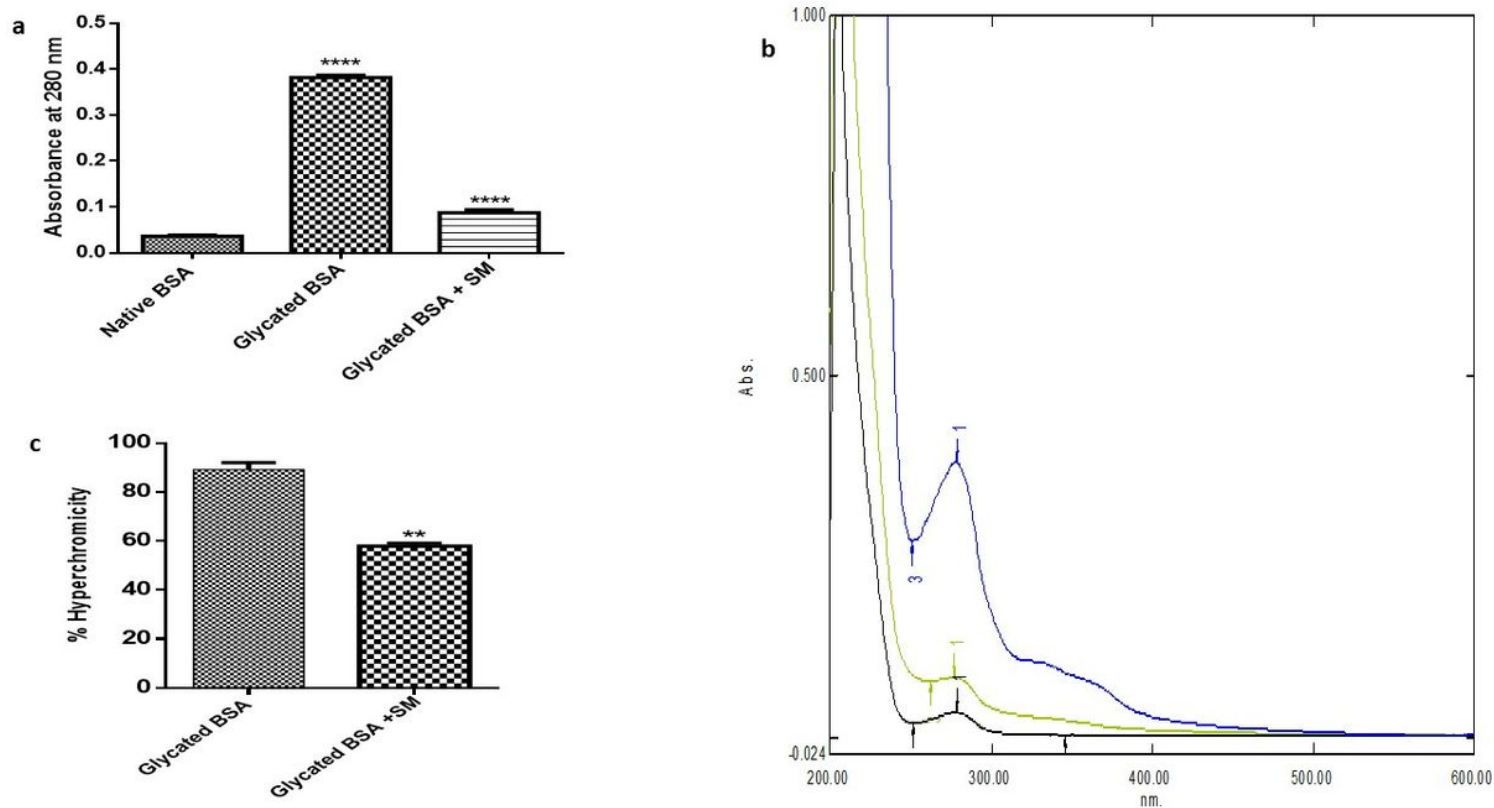 a
0.5
0.4
0.3
0.2
0.1
0.0
Absorbance at 280 nm
****
****
Native BSA
Glycated BSA
Glycated BSA + SM
b
1.000
0.500
-0.024
Abs.
1
3
1
1
200.00
300.00
400.00
500.00
600.00
nm.
c
100
80
60
40
20
0
% Hyperchromicity
**
Glycated BSA
Glycated BSA +SM